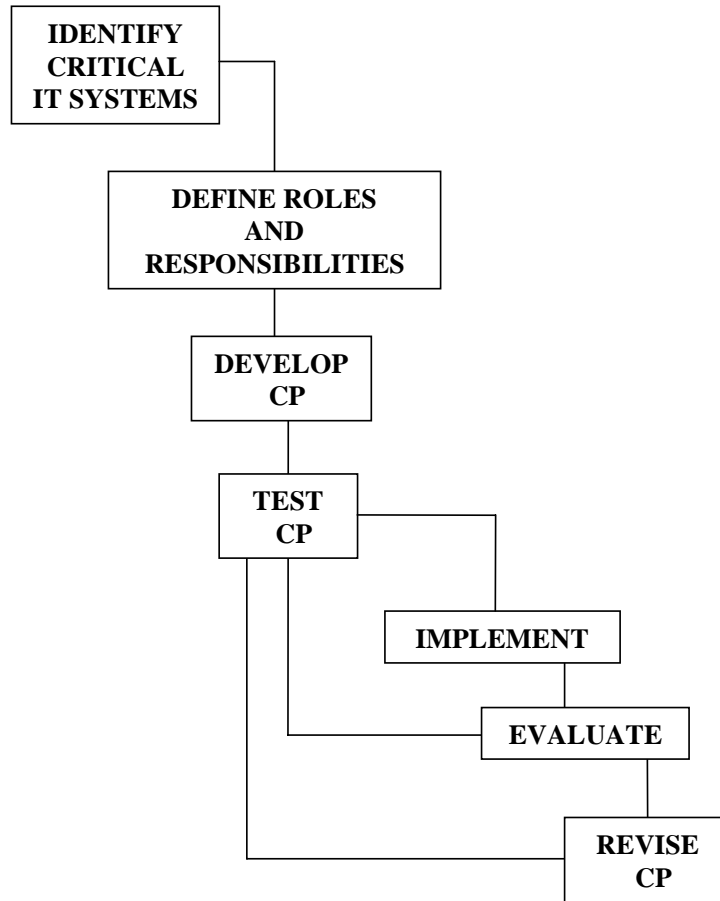 IDENTIFY
CRITICAL
IT SYSTEMS
DEFINE ROLES
AND
RESPONSIBILITIES
DEVELOP
CP
TEST
CP
IMPLEMENT
EVALUATE
REVISE
CP